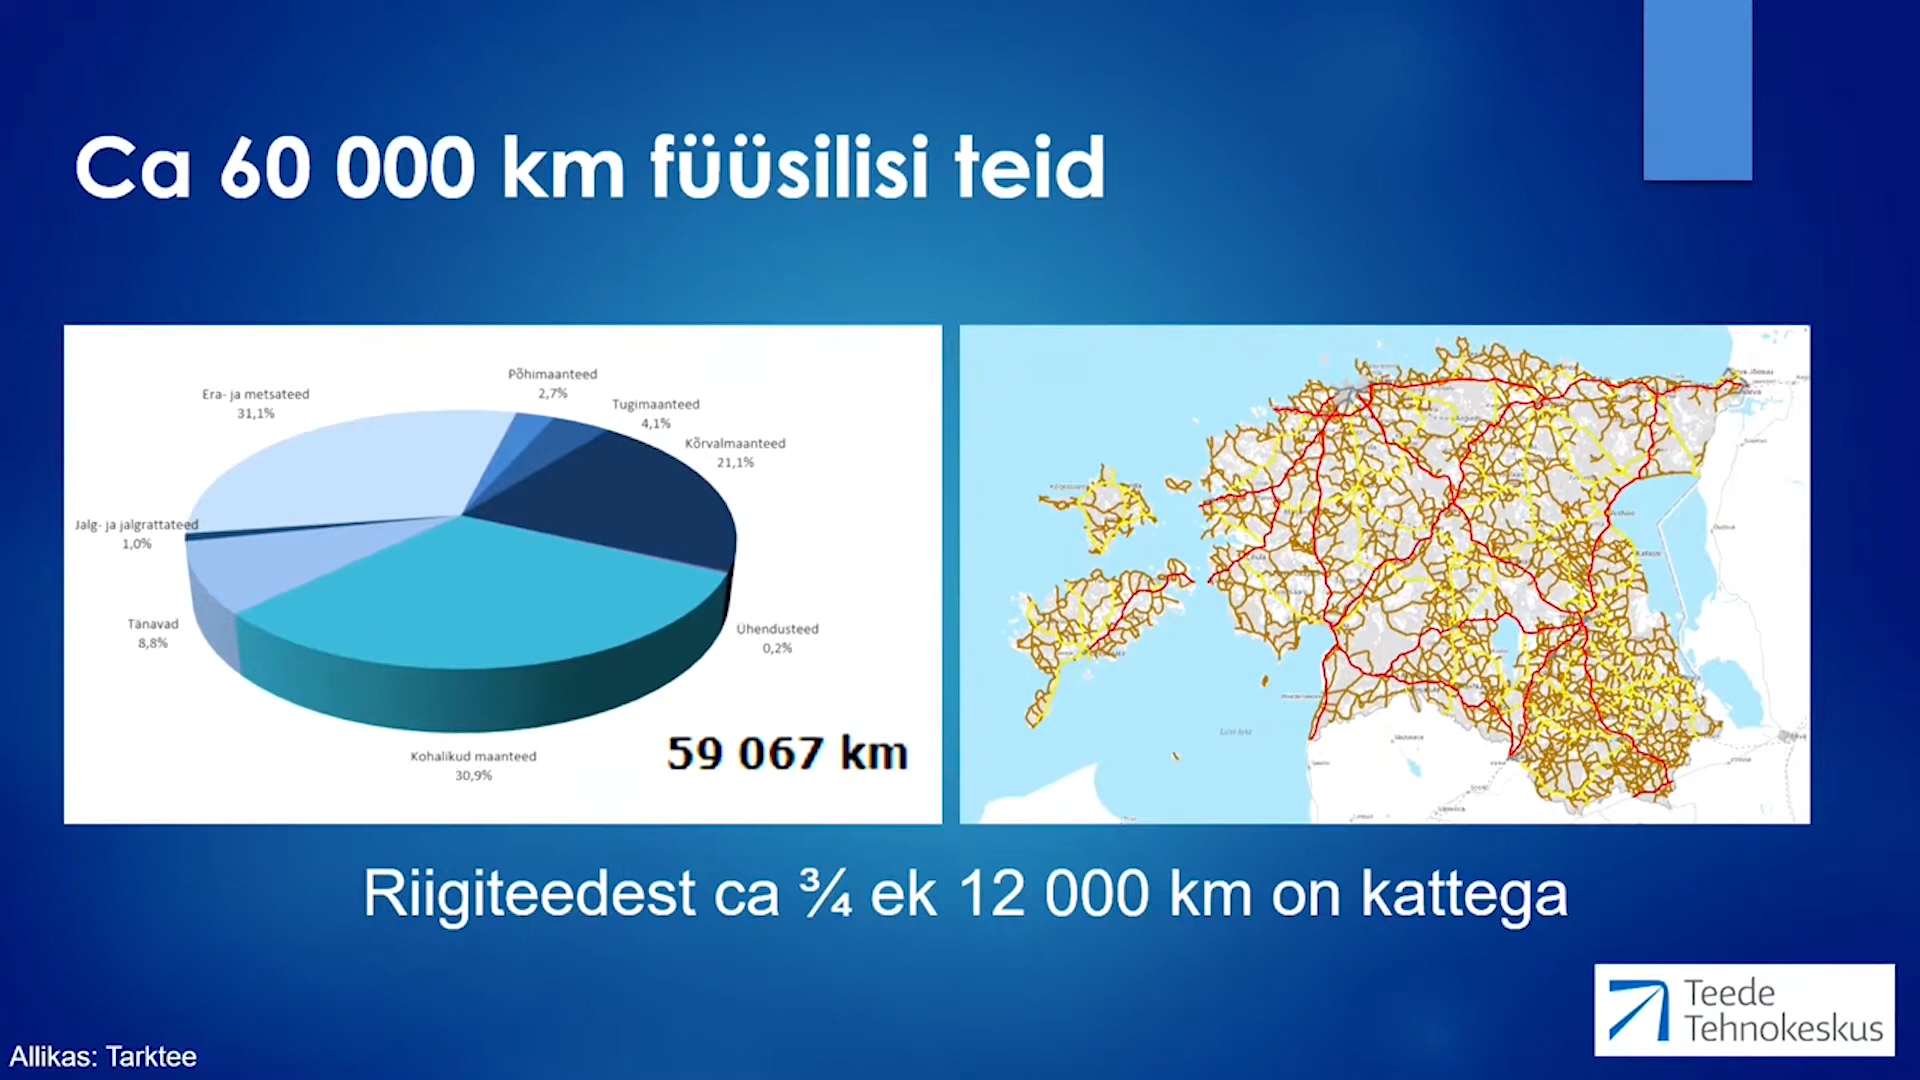 Ca 60 000 km füüsilisi teid
Põhimaanteed
2,7%
Era- ja metsateed
31,1%
Tugimaanteed
4,1%
Kõrvalmaanteed
21,1%
Jalg- ja jalgrattateed
1,0%
Tänavad
8,8%
Ühendusteed
0,2%
Kohalikud maanteed
30,9%
59 067 km
Riigiteedest ca ¾ ek 12 000 km on kattega
Teede
Tehnokeskus
Allikas: Tarktee